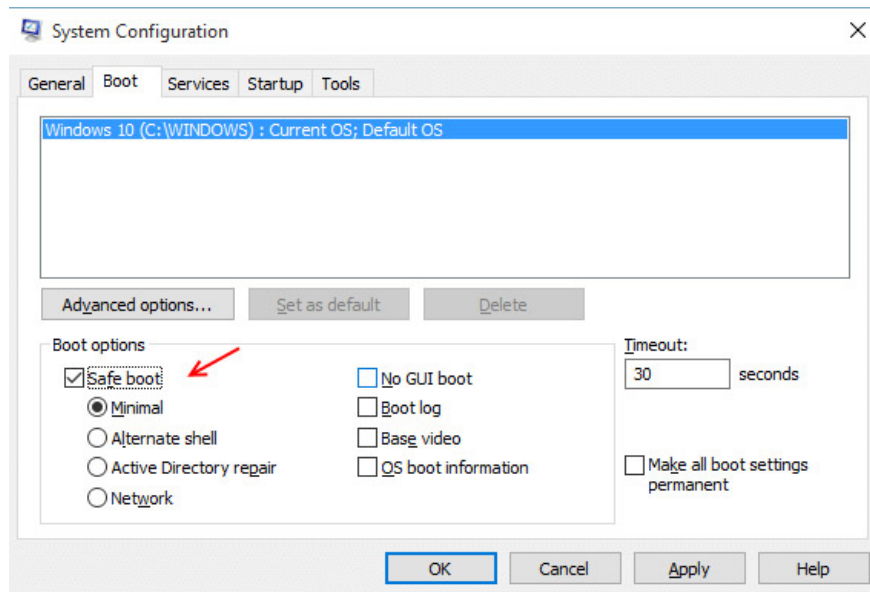 System Configuration
General Boot Services Startup Tools
Windows 10 (C:\WINDOWS) : Current OS; Default OS
Advanced options... Set as default Delete
Boot options
Timeout:
Safe boot No GUI boot 30 seconds
Minimal Boot log
Alternate shell Base video
Active Directory repair OS boot information Make all boot settings
permanent
Network
OK Cancel Apply Help